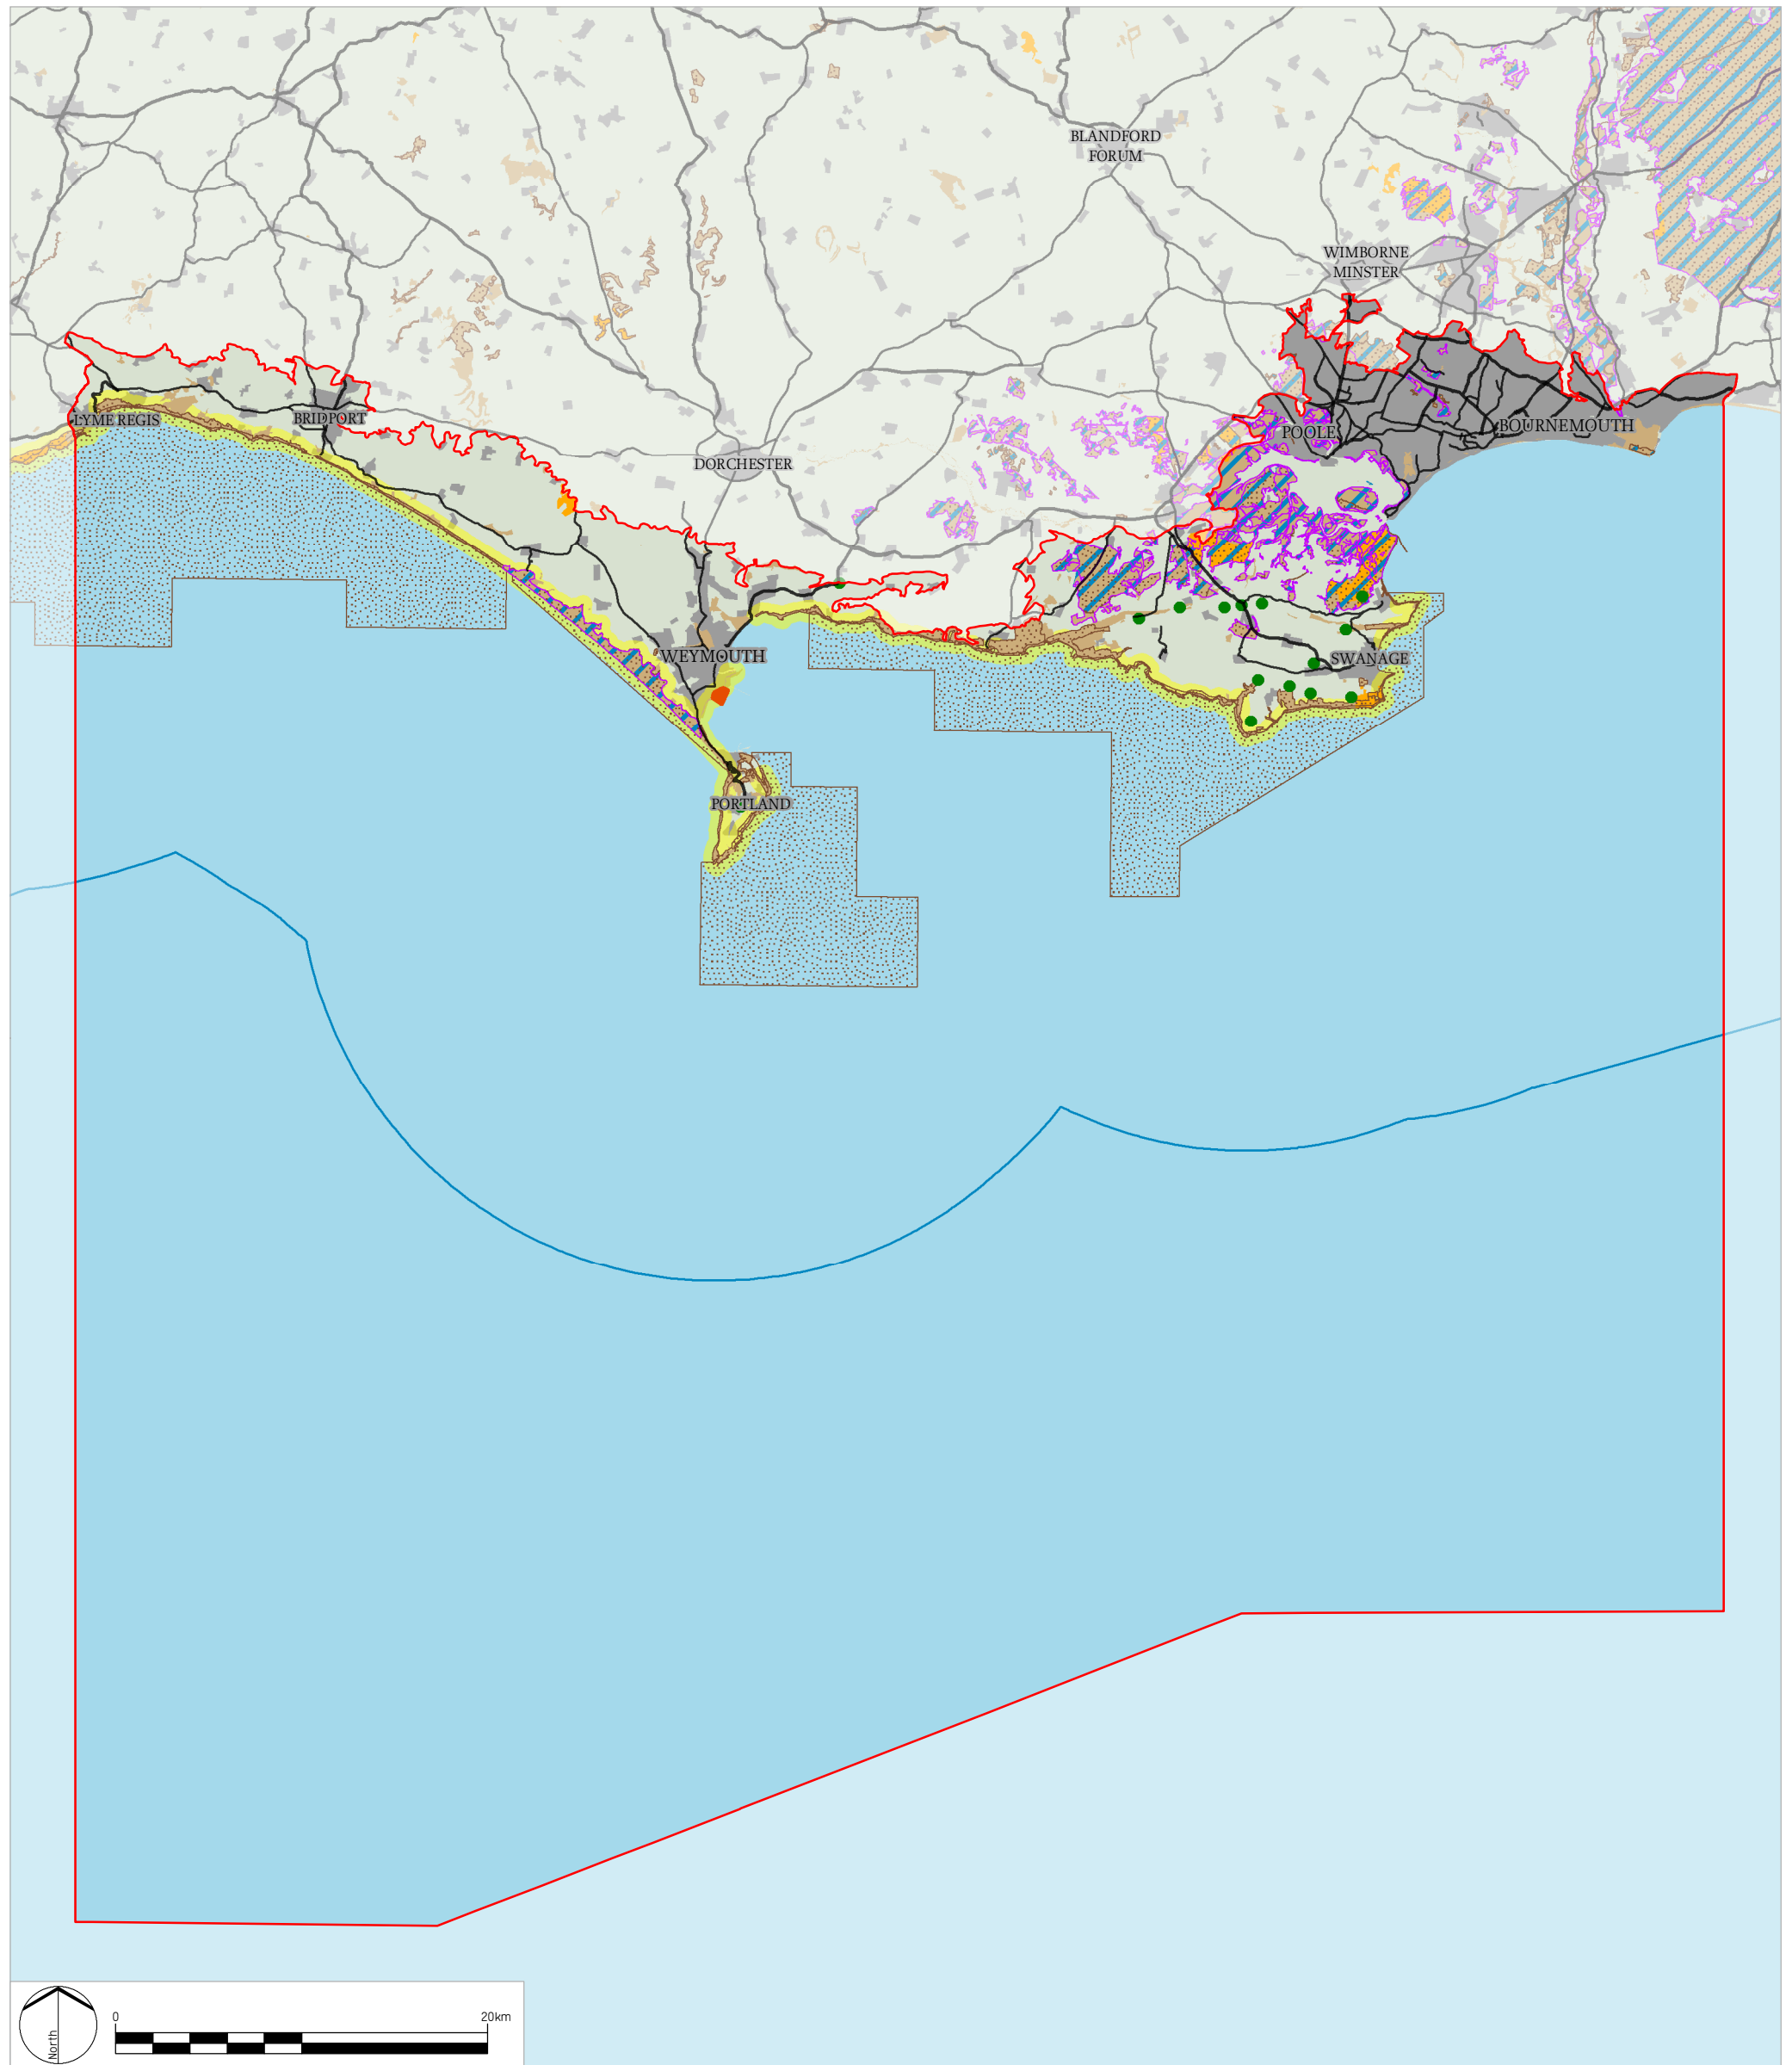 BLANDFORD
FORUM
WIMBORNE
MINSTER
LYME REGIS
BRIDPORT
POOLE
BOURNEMOUTH
DORCHESTER
WEYMOUTH
SWANAGE
PORTLAND
North
0
20km